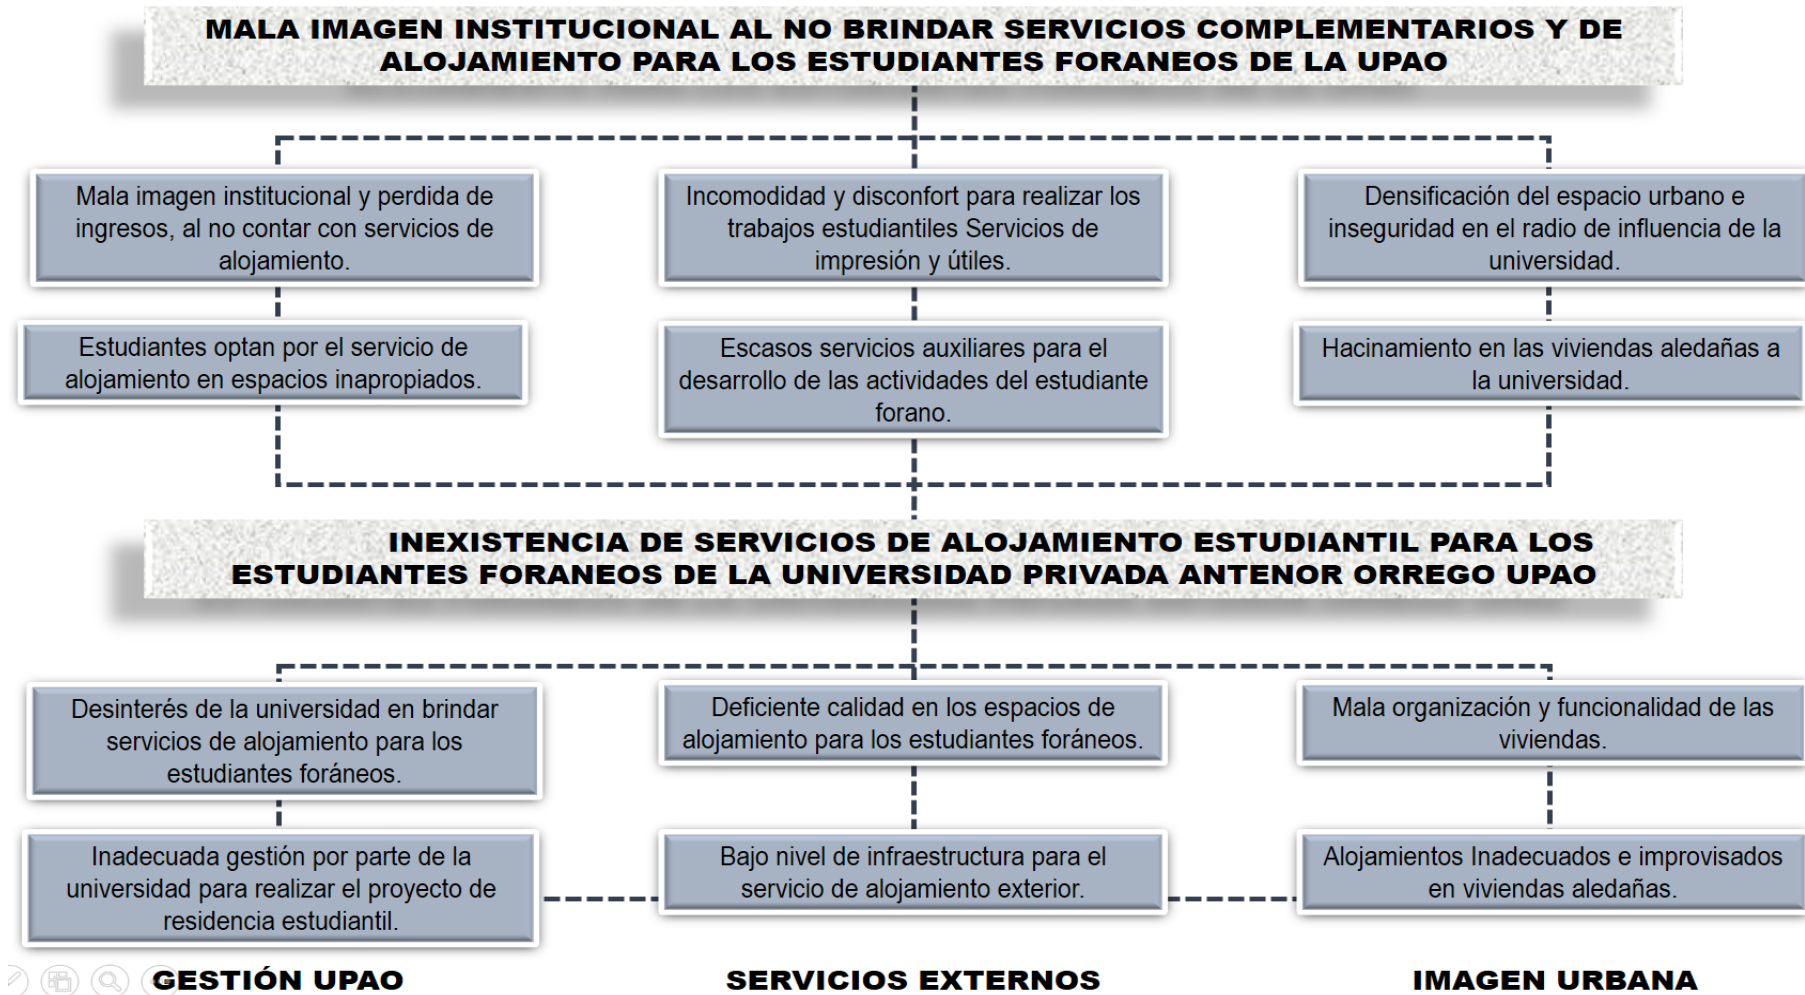 MALA IMAGEN INSTITUCIONAL AL NO BRINDAR SERVICIOS COMPLEMENTARIOS Y DE
ALOJAMIENTO PARA LOS ESTUDIANTES FORANEOS DE LA UPAO
Mala imagen institucional y perdida de
ingresos, al no contar con servicios de
alojamiento.
Incomodidad y disconfort para realizar los
trabajos estudiantiles Servicios de
impresión y útiles.
Densificación del espacio urbano e
inseguridad en el radio de influencia de la
universidad.
Estudiantes optan por el servicio de
alojamiento en espacios inapropiados.
Escasos servicios auxiliares para el
desarrollo de las actividades del estudiante
forano.
Hacinamiento en las viviendas aledañas a
la universidad.
INEXISTENCIA DE SERVICIOS DE ALOJAMIENTO ESTUDIANTIL PARA LOS
ESTUDIANTES FORANEOS DE LA UNIVERSIDAD PRIVADA ANTENOR ORREGO UPAO
Desinterés de la universidad en brindar
servicios de alojamiento para los
estudiantes foráneos.
Deficiente calidad en los espacios de
alojamiento para los estudiantes foráneos.
Mala organización y funcionalidad de las
viviendas.
Inadecuada gestión por parte de la
universidad para realizar el proyecto de
residencia estudiantil.
Bajo nivel de infraestructura para el
servicio de alojamiento exterior.
Alojamientos Inadecuados e improvisados
en viviendas aledañas.
GESTIÓN UPAO
SERVICIOS EXTERNOS
IMAGEN URBANA